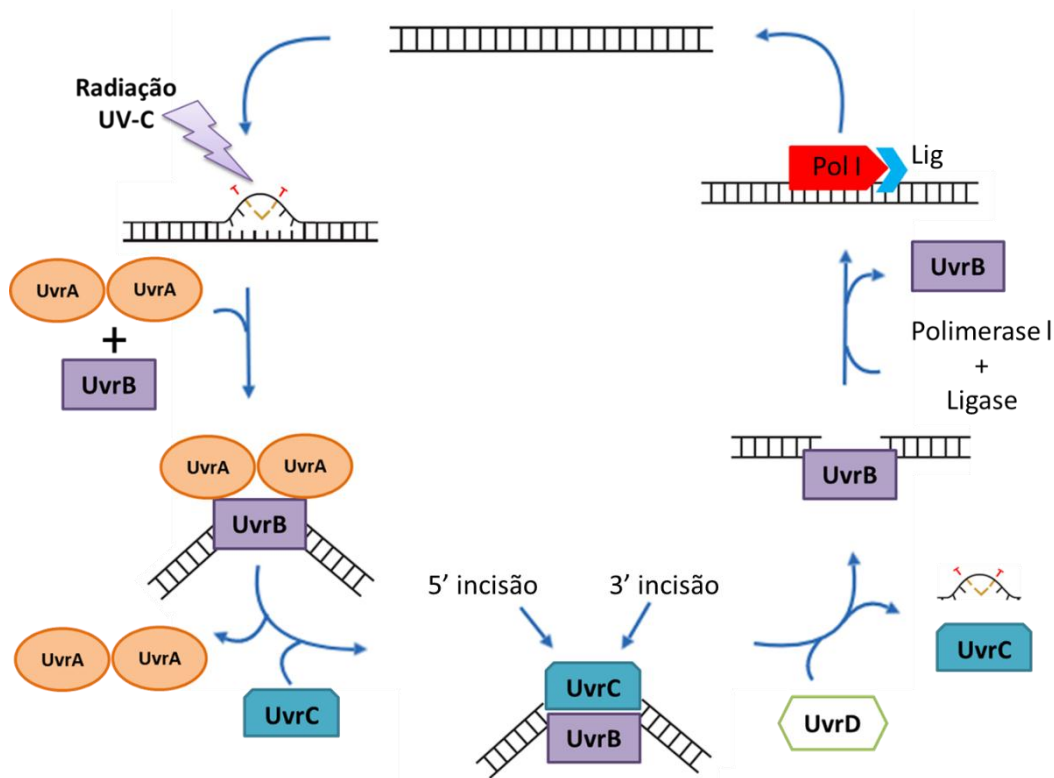 Radiação
UV-C
T T
Pol I
Lig
UvrA UvrA
+
UvrB
UvrB
Polimerase I
+
Ligase
UvrA UvrA
UvrB
UvrB
5’ incisão 3’ incisão
T T
UvrA UvrA
UvrC
UvrC
UvrB
UvrD
UvrC